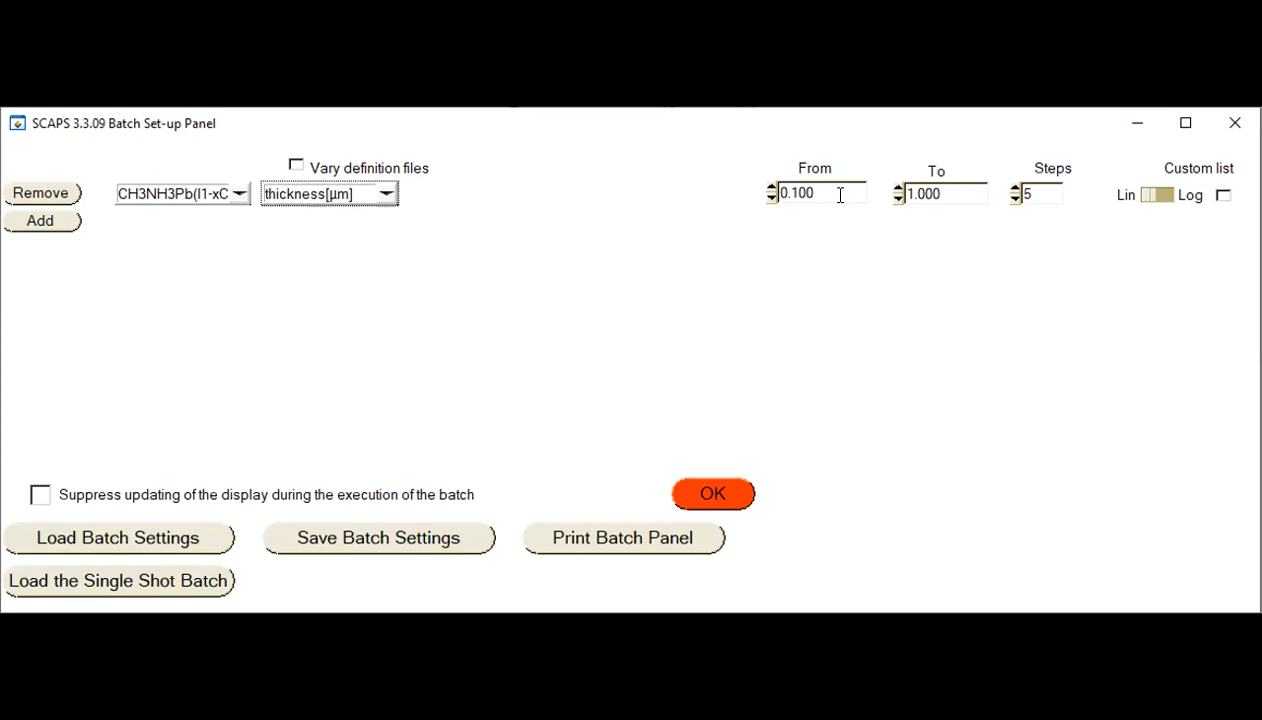 SCAPS 3.3.09 Batch Set-up Panel
Vary definition files
From To Steps Custom list
Remove CH3NH3Pb(I1-xC thickness[µm] 0.100 1.000 5 Lin Log
Add
Suppress updating of the display during the execution of the batch
OK
Load Batch Settings Save Batch Settings Print Batch Panel
Load the Single Shot Batch